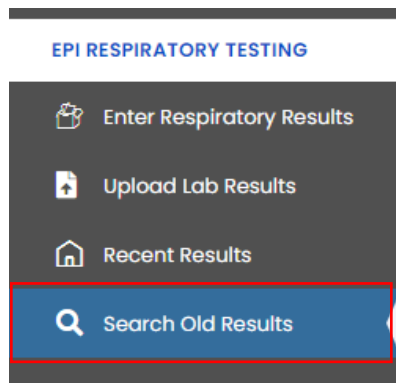 EPI RESPIRATORY TESTING
Enter Respiratory Results
Upload Lab Results
Recent Results
Search Old Results